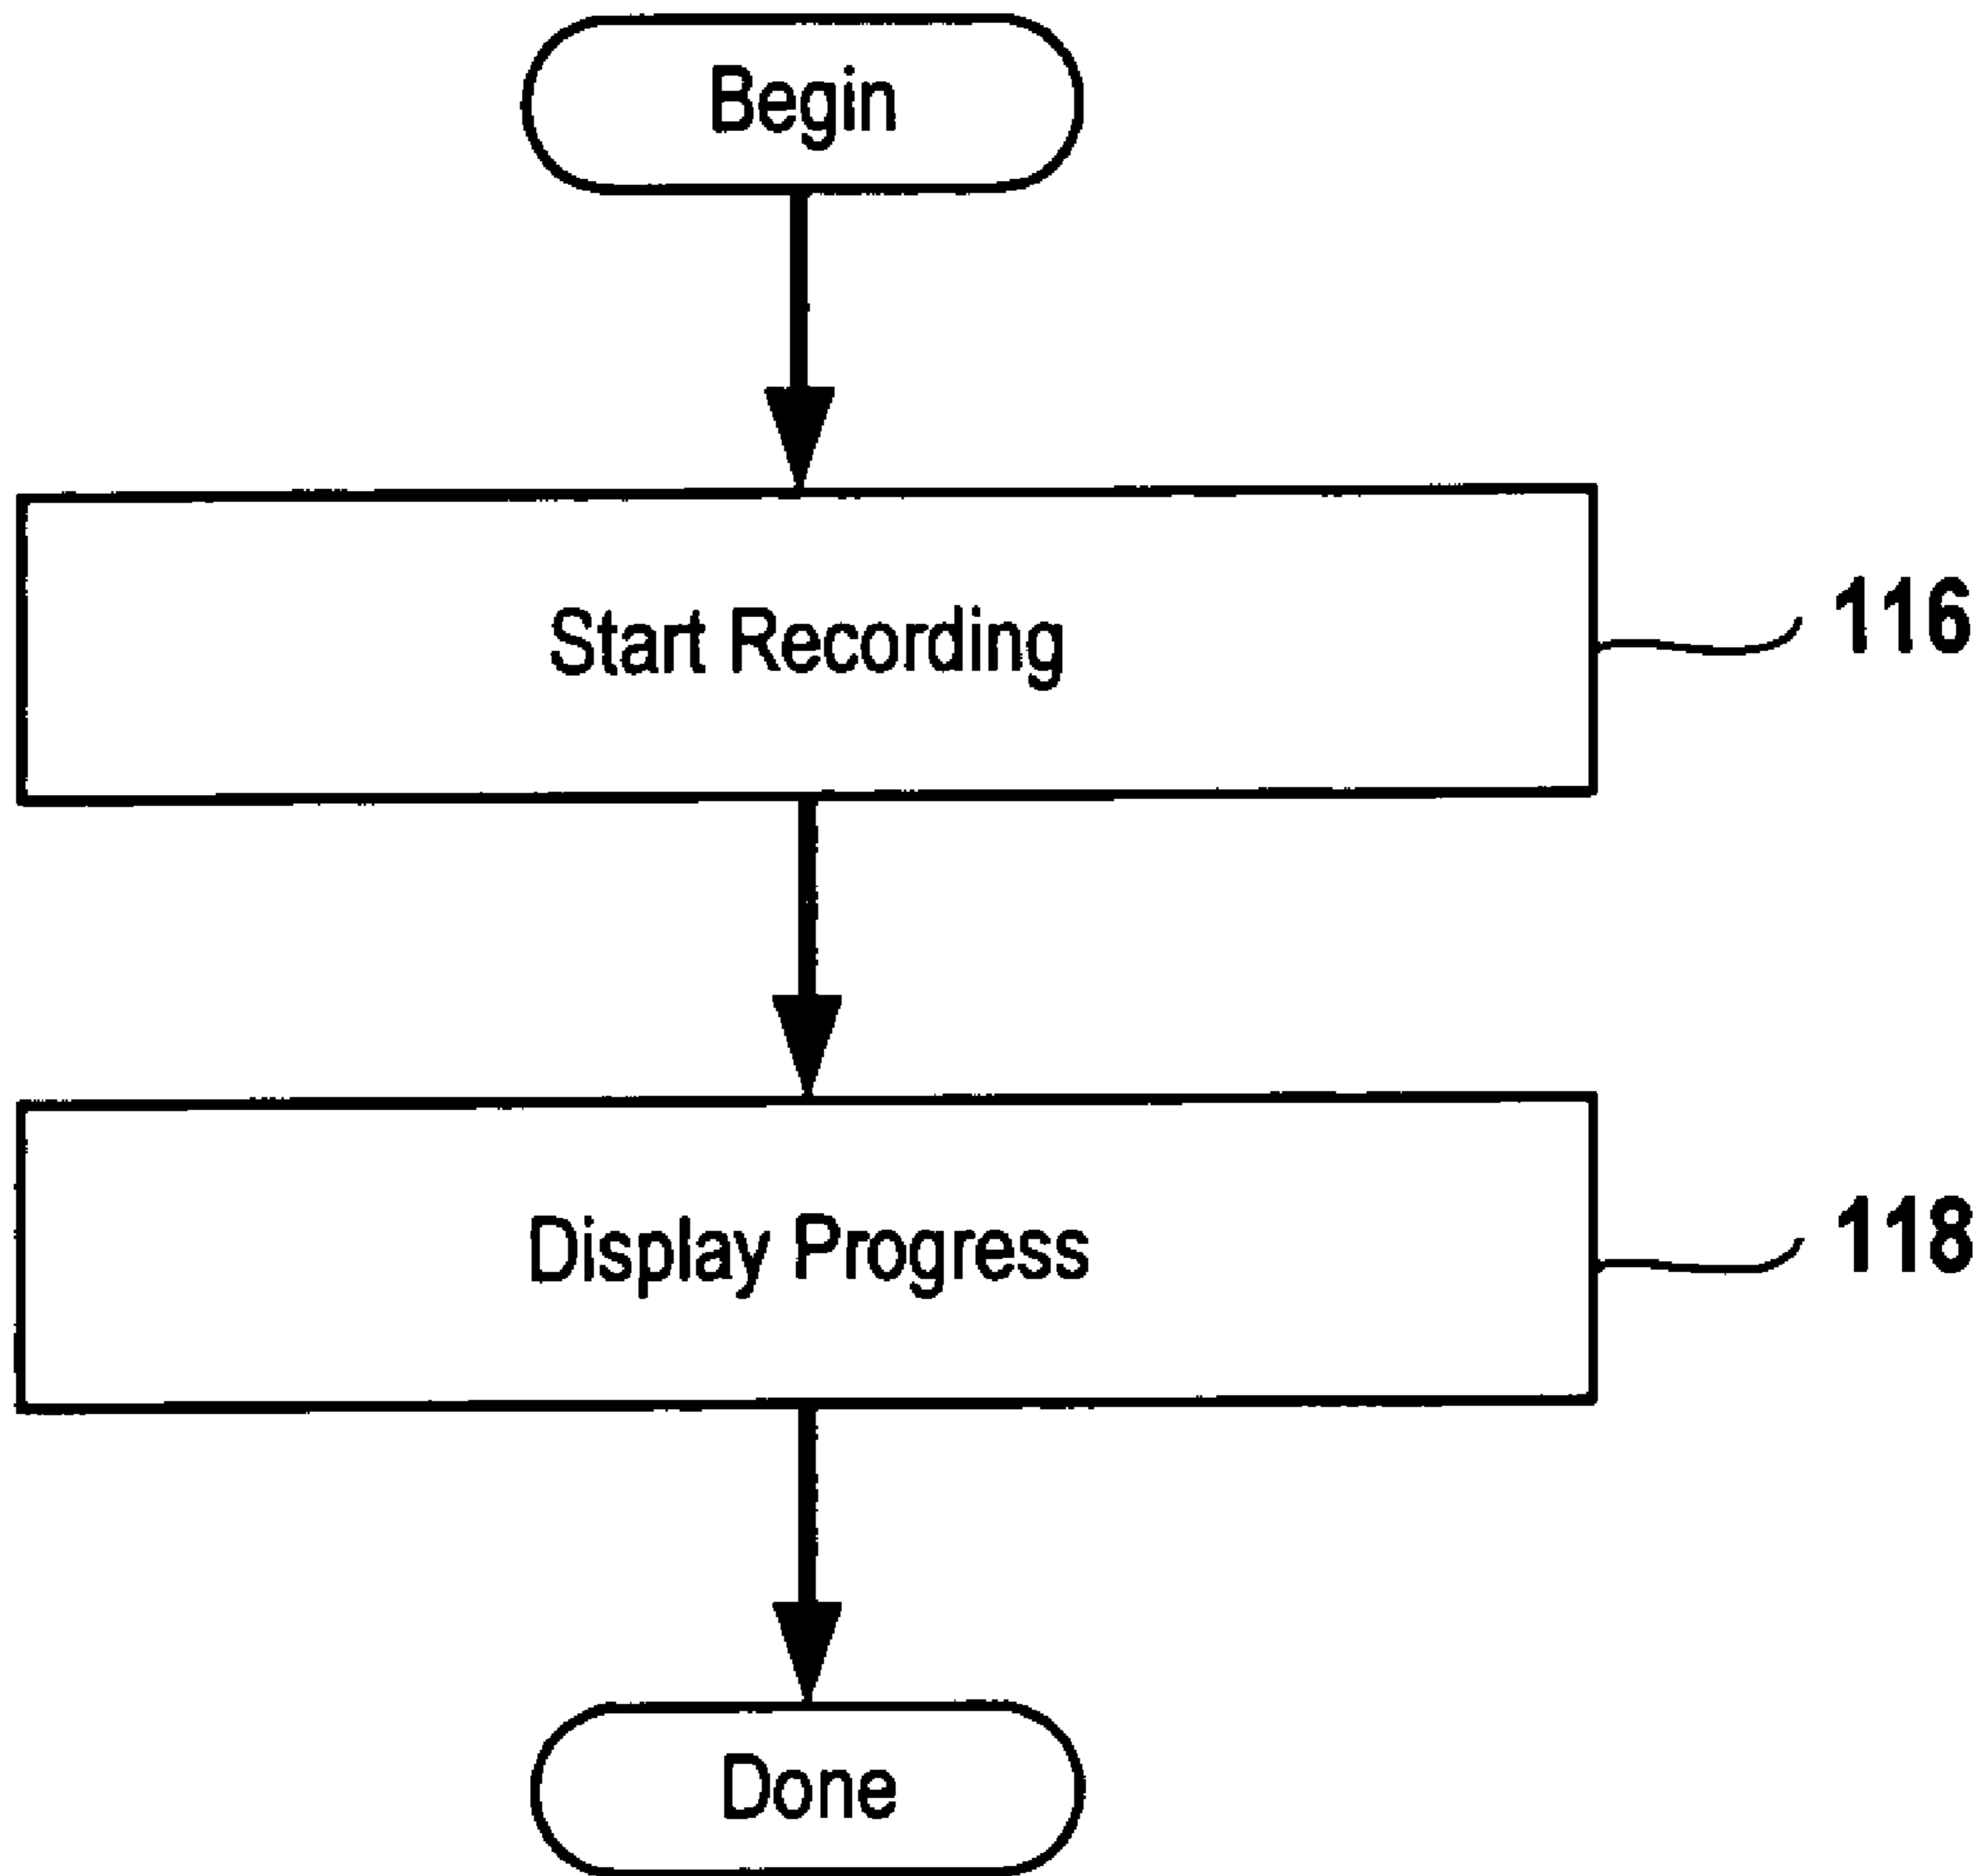 Begin
Start Recording
116
Display Progress
118
Done